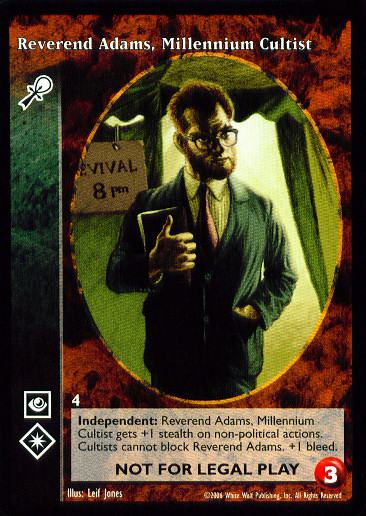 Reverend Adams, Millennium Cultist
EVIVAL
8 pm
4
Independent: Reverend Adams, Millennium
Cultist gets +1 stealth on non-political actions.
Cultists cannot block Reverend Adams. +1 bleed.
NOT FOR LEGAL PLAY
3
Illus: Leif Jones
©2006 White Wolf Publishing, Inc. All Rights Reserved